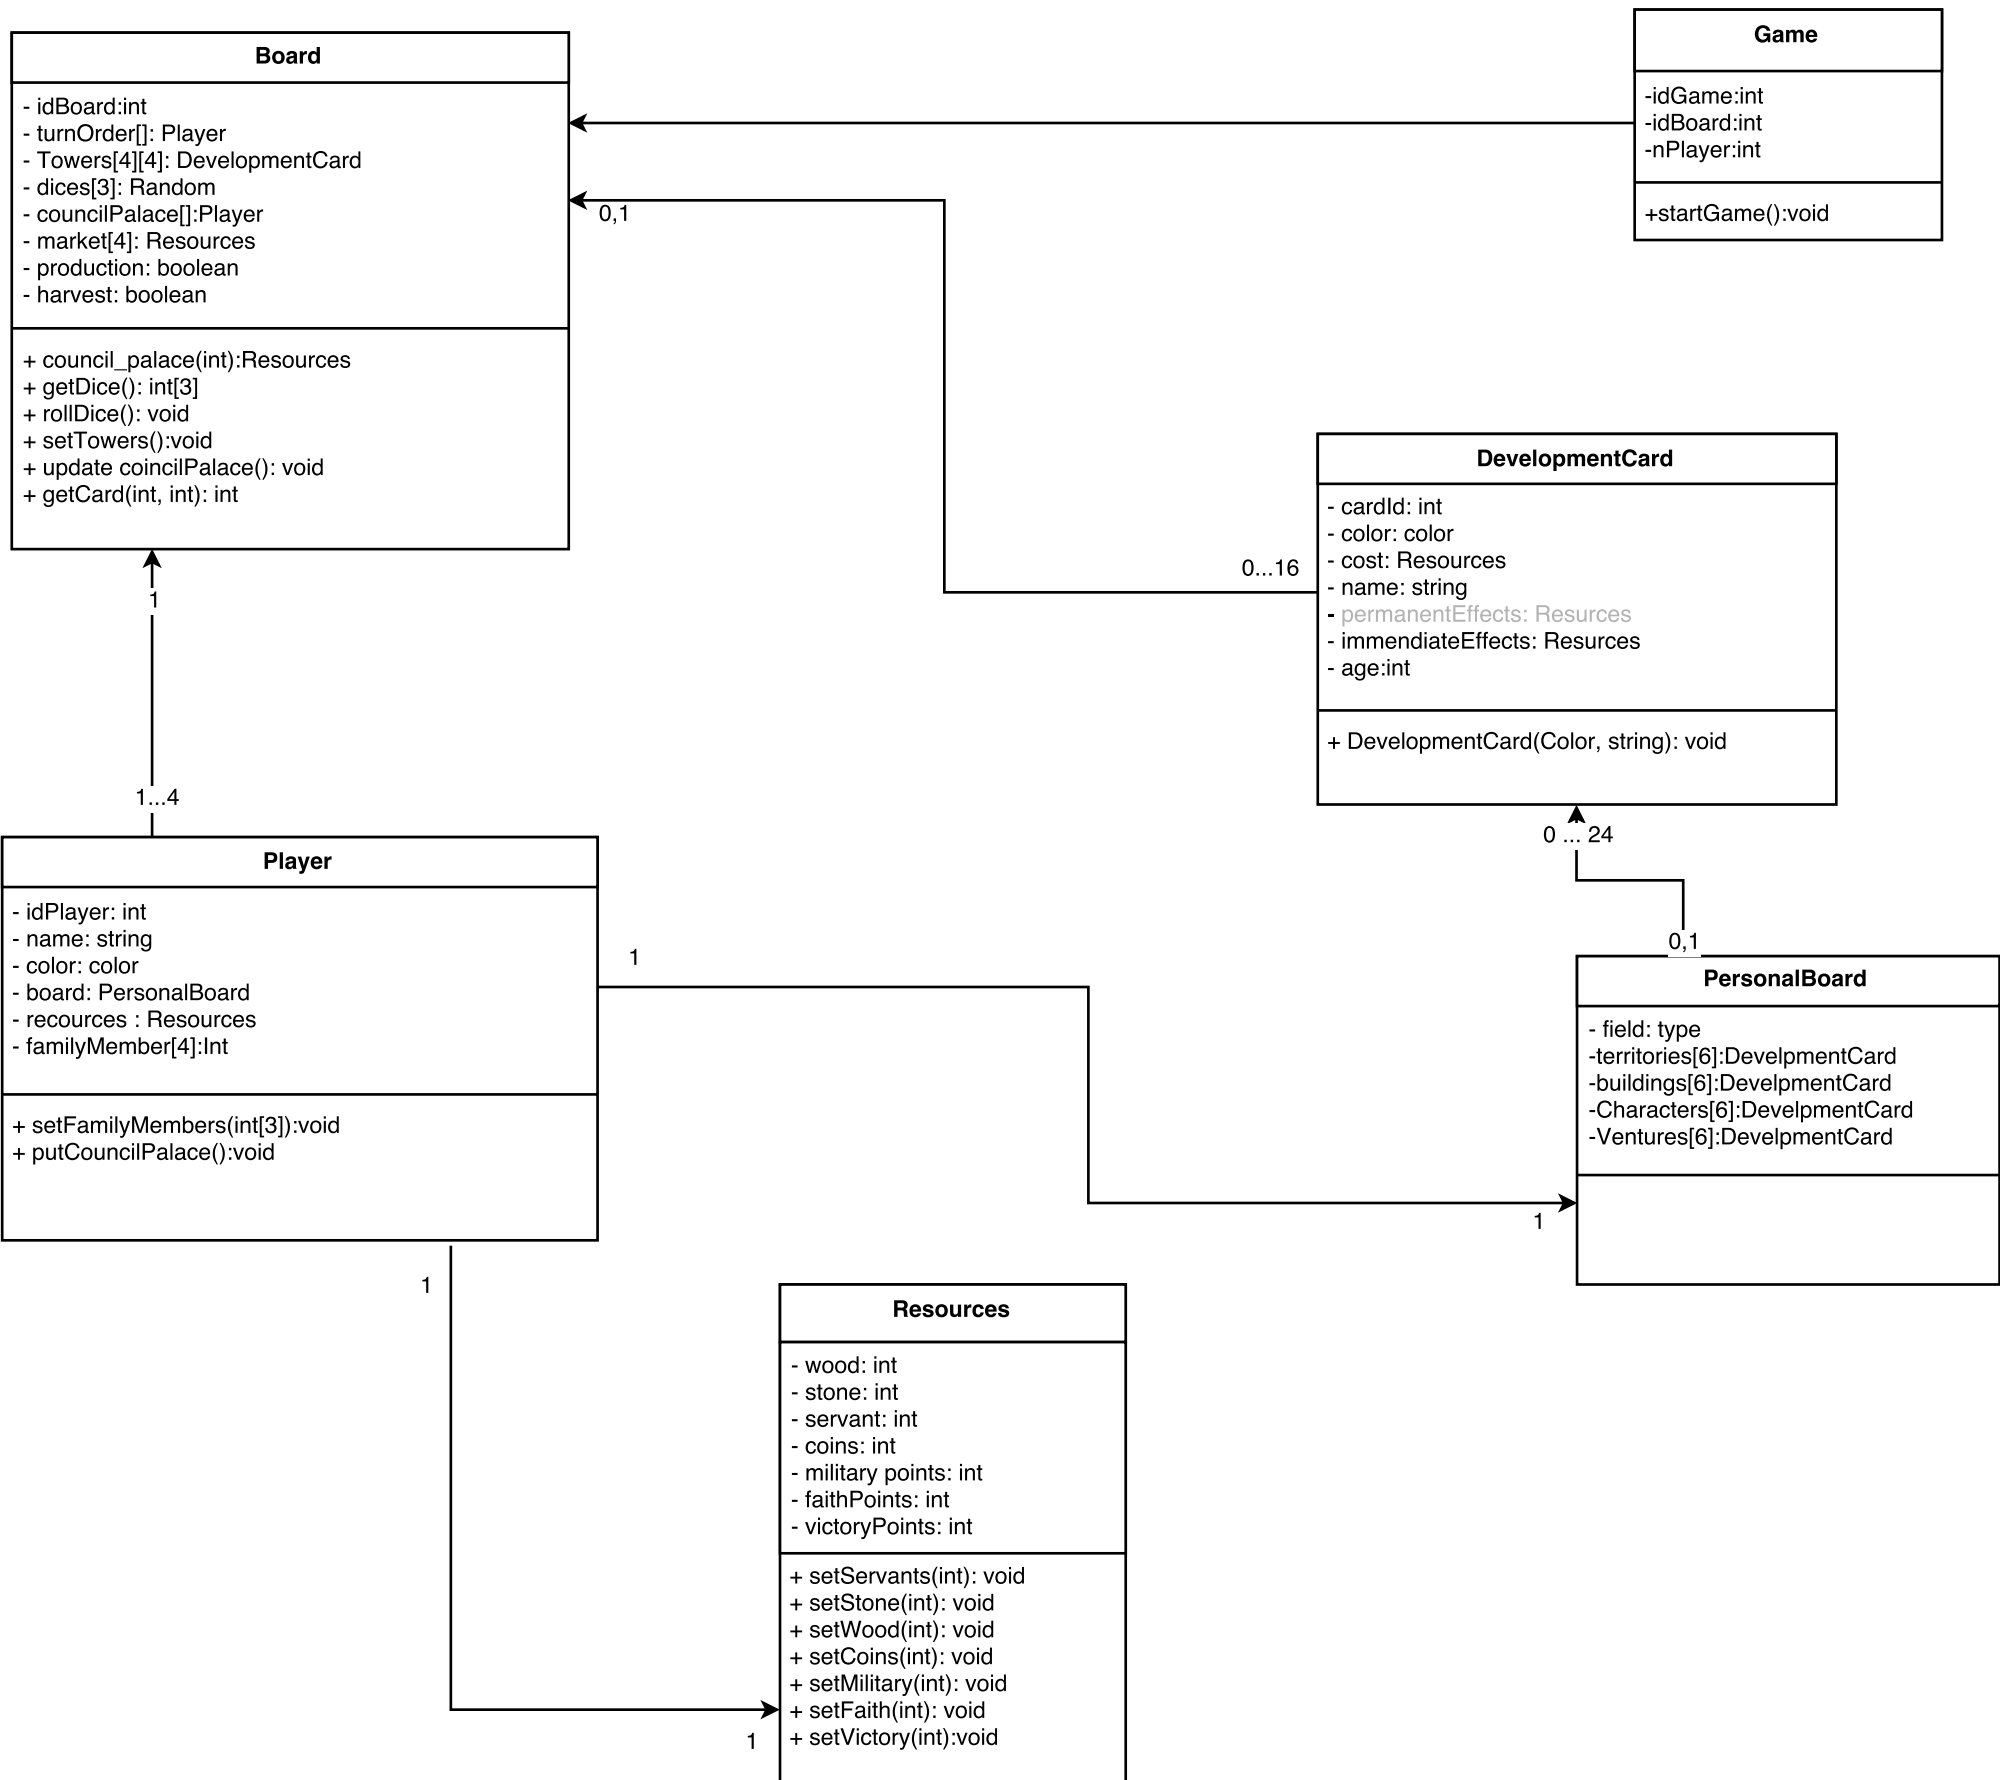 Board
- idBoard:int
- turnOrder[]: Player
- Towers[4][4]: DevelopmentCard
- dices[3]: Random
- councilPalace[]:Player
- market[4]: Resources
- production: boolean
- harvest: boolean
+ council_palace(int):Resources
+ getDice(): int[3]
+ rollDice(): void
+ setTowers():void
+ update coincilPalace(): void
+ getCard(int, int): int
Game
-idGame:int
-idBoard:int
-nPlayer:int
+startGame():void
0,1
0...16
DevelopmentCard
- cardId: int
- color: color
- cost: Resources
- name: string
- permanentEffects: Resurces
- immendiateEffects: Resurces
- age:int
+ DevelopmentCard(Color, string): void
1
1...4
0 ... 24
0,1
Player
- idPlayer: int
- name: string
- color: color
- board: PersonalBoard
- recources : Resources
- familyMember[4]:Int
+ setFamilyMembers(int[3]):void
+ putCouncilPalace():void
1
PersonalBoard
- field: type
-territories[6]:DevelpmentCard
-buildings[6]:DevelpmentCard
-Characters[6]:DevelpmentCard
-Ventures[6]:DevelpmentCard
1
1
Resources
- wood: int
- stone: int
- servant: int
- coins: int
- military points: int
- faithPoints: int
- victoryPoints: int
+ setServants(int): void
+ setStone(int): void
+ setWood(int): void
+ setCoins(int): void
+ setMilitary(int): void
+ setFaith(int): void
+ setVictory(int):void
1